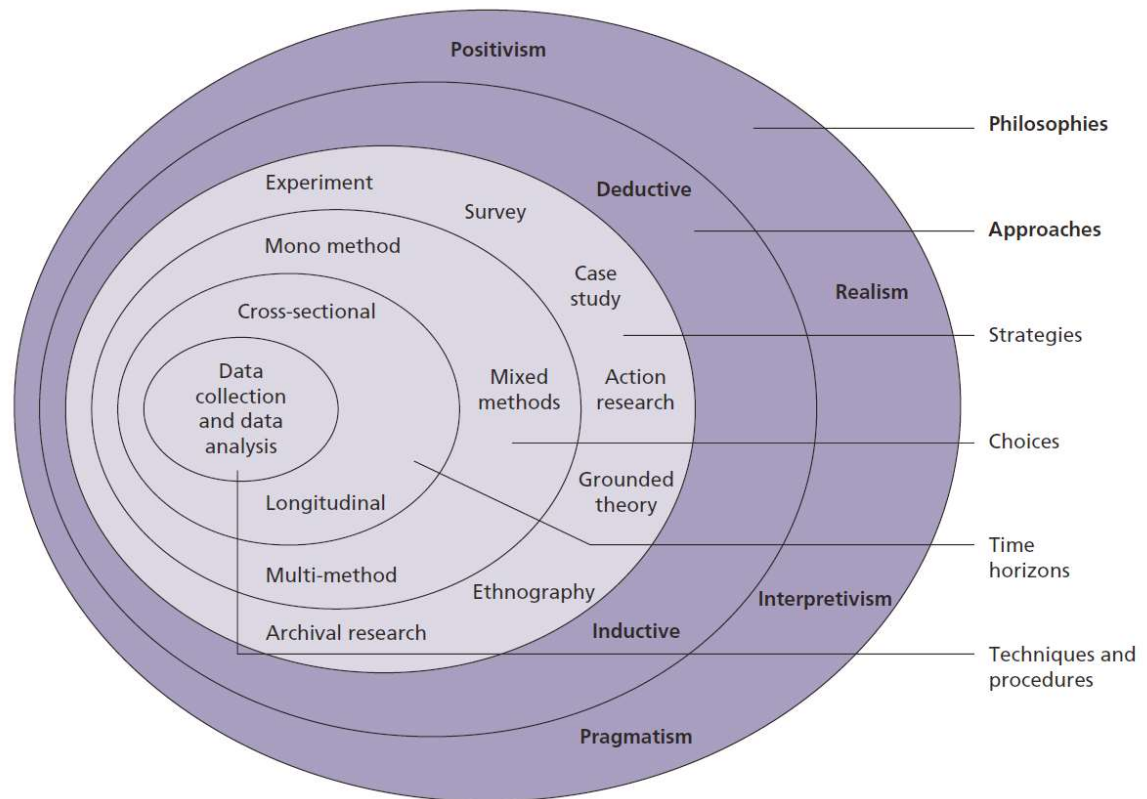 Positivism
Philosophies
Experiment
Deductive
Survey
Approaches
Mono method
Case
study
Realism
Cross-sectional
Strategies
Data
collection
and data
analysis
Mixed
methods
Action
research
Choices
Grounded
theory
Longitudinal
Time
horizons
Multi-method
Ethnography
Interpretivism
Archival research
Inductive
Techniques and
procedures
Pragmatism